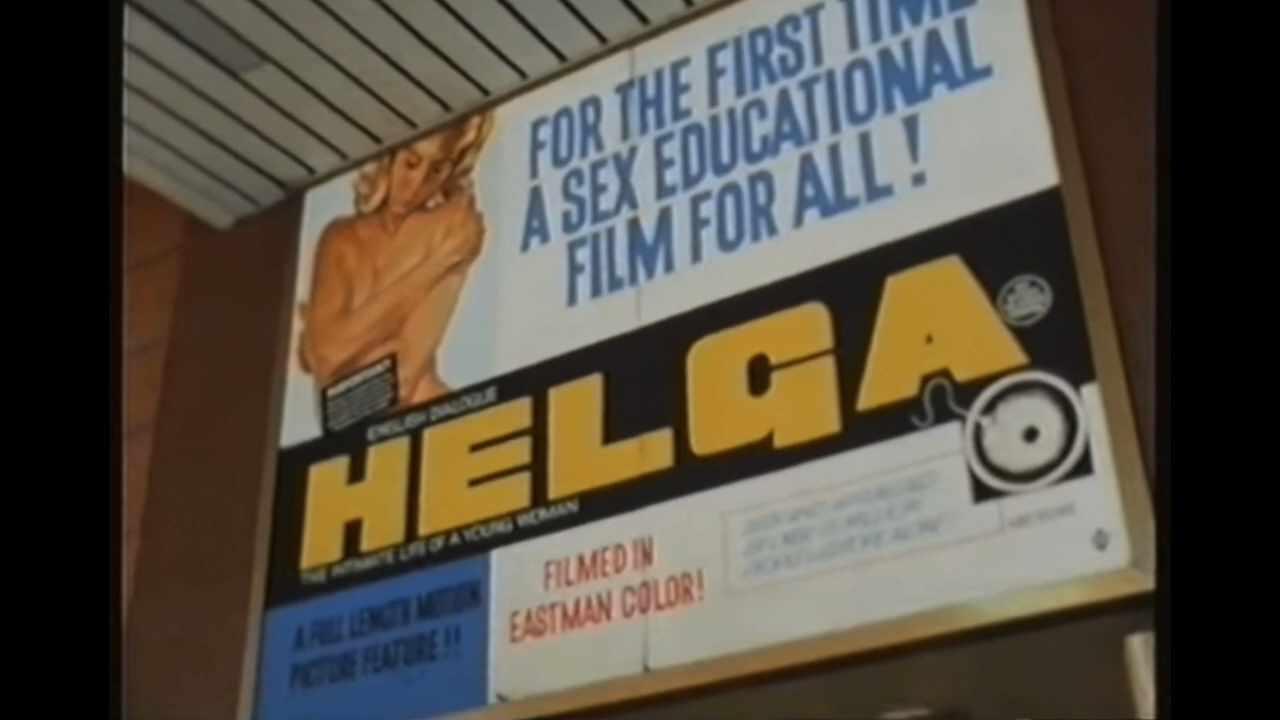 FOR THE FIRST TIME
A SEX EDUCATIONAL
FILM FOR ALL!
ENGLISH DIALOGUE
HELGA
THE INTIMATE LIFE OF A YOUNG WOMAN
A FULL LENGTH MOTION
PICTURE FEATURE!!
FILMED IN
EASTMAN COLOR!